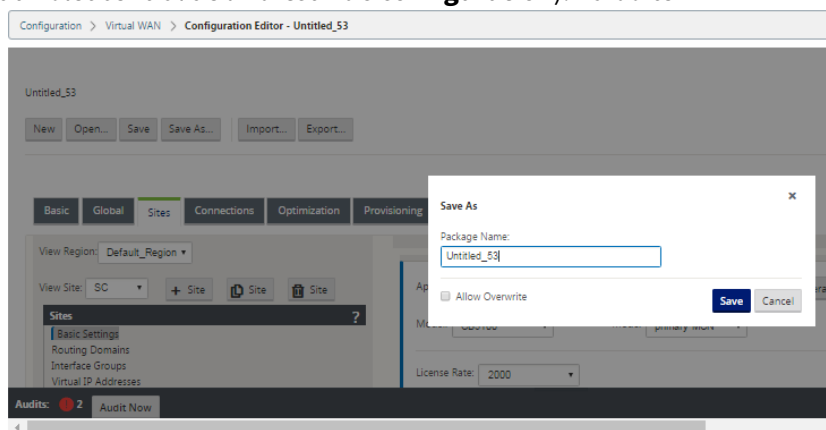 Configuration > Virtual WAN > Configuration Editor - Untitled_53
Untitled_53
New Open... Save Save As... Import... Export...
Basic Global Sites Connections Optimization Provisioning
View Region: Default_Region
View Site: SC + Site Site Site
Sites ?
Basic Settings
Routing Domains
Interface Groups
Virtual IP Addresses
Save As ×
Package Name:
Untitled_53
Allow Overwrite
Save Cancel
primary MCN
License Rate: 2000
Audits: 2 Audit Now